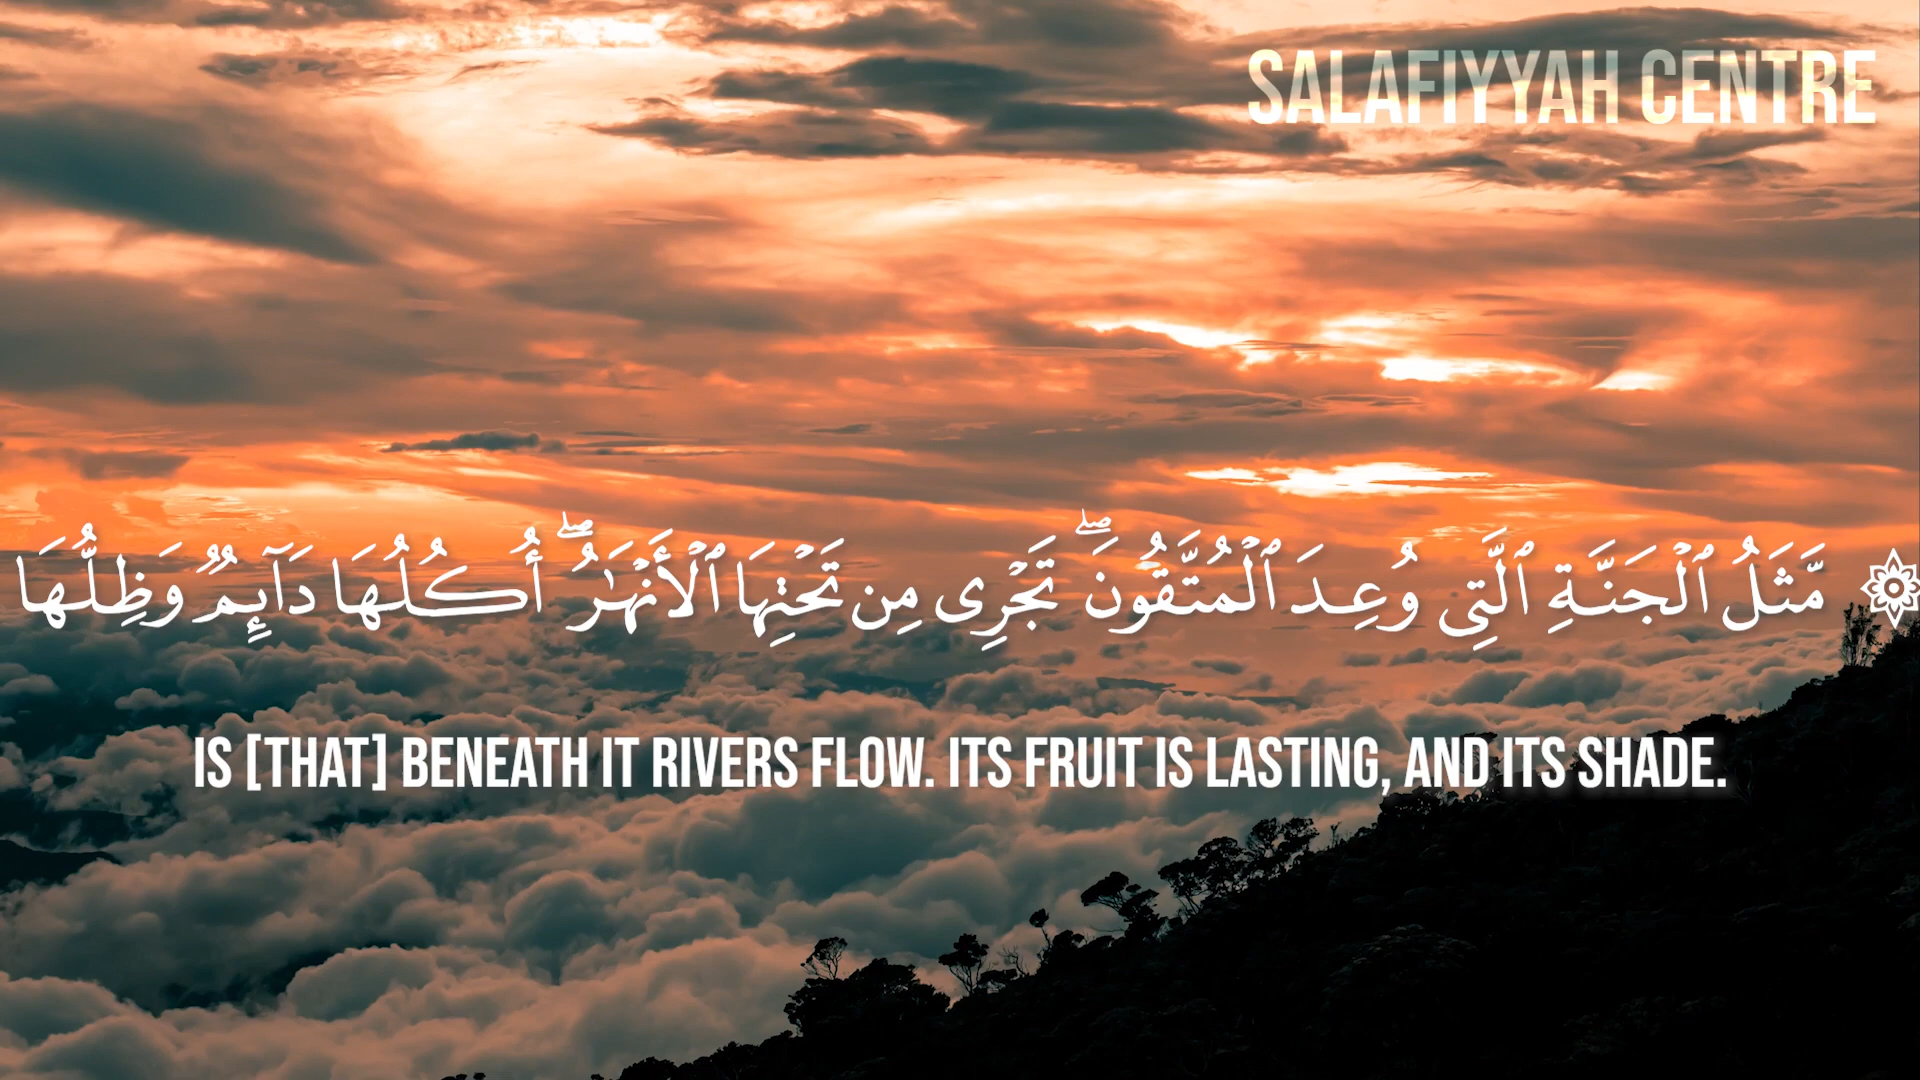 SALAFIYYAH CENTRE
۞ مَّثَلُ ٱلْجَنَّةِ ٱلَّتِى وُعِدَ ٱلْمُتَّقُونَ ۖ تَجْرِى مِن تَحْتِهَا ٱلْأَنْهَـٰرُ ۖ أُكُلُهَا دَآئِمٌ وَظِلُّهَا
IS [THAT] BENEATH IT RIVERS FLOW. ITS FRUIT IS LASTING, AND ITS SHADE.